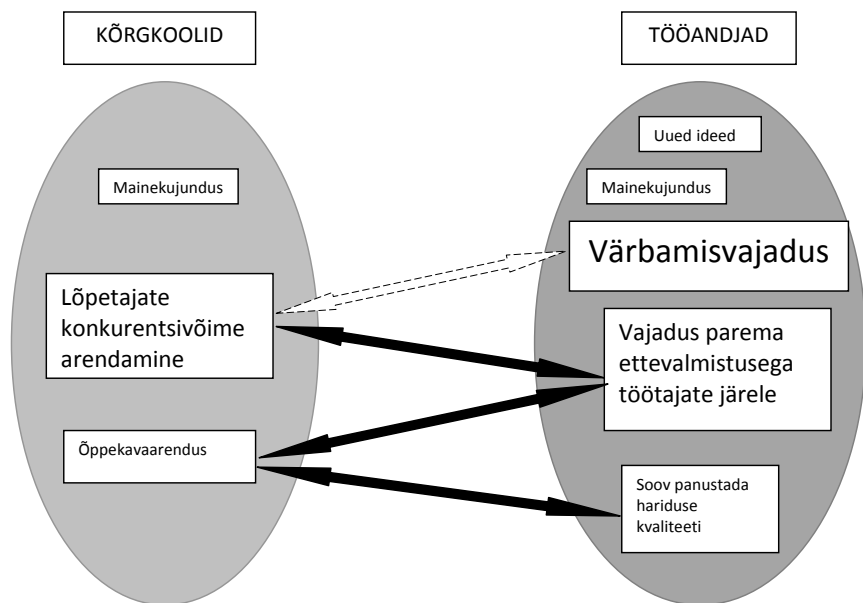 KÕRGKOOLID
TÖÖANDJAD
Uued ideed
Mainekujundus
Mainekujundus
Värbamisvajadus
Lõpetajate
konkurentsivõime
arendamine
Vajadus parema
ettevalmistusega
töötajate järele
Õppekavaarendus
Soov panustada
hariduse
kvaliteeti